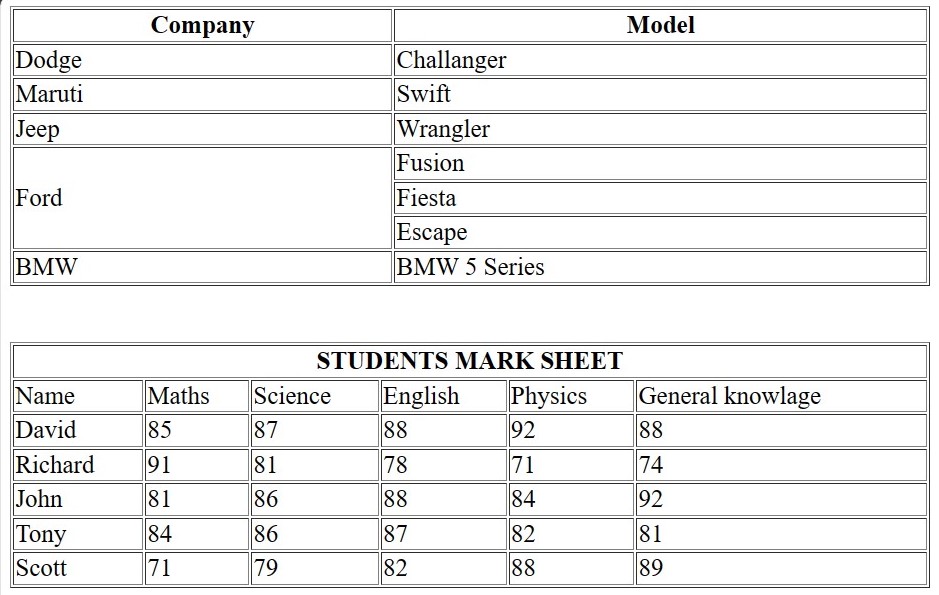 Company Model
Dodge Challanger
Maruti Swift
Jeep Wrangler
Fusion
Ford Fiesta
Escape
BMW BMW 5 Series
STUDENTS MARK SHEET
Name Maths Science English Physics General knowlage
David 85 87 88 92 88
Richard 91 81 78 71 74
John 81 86 88 84 92
Tony 84 86 87 82 81
Scott 71 79 82 88 89